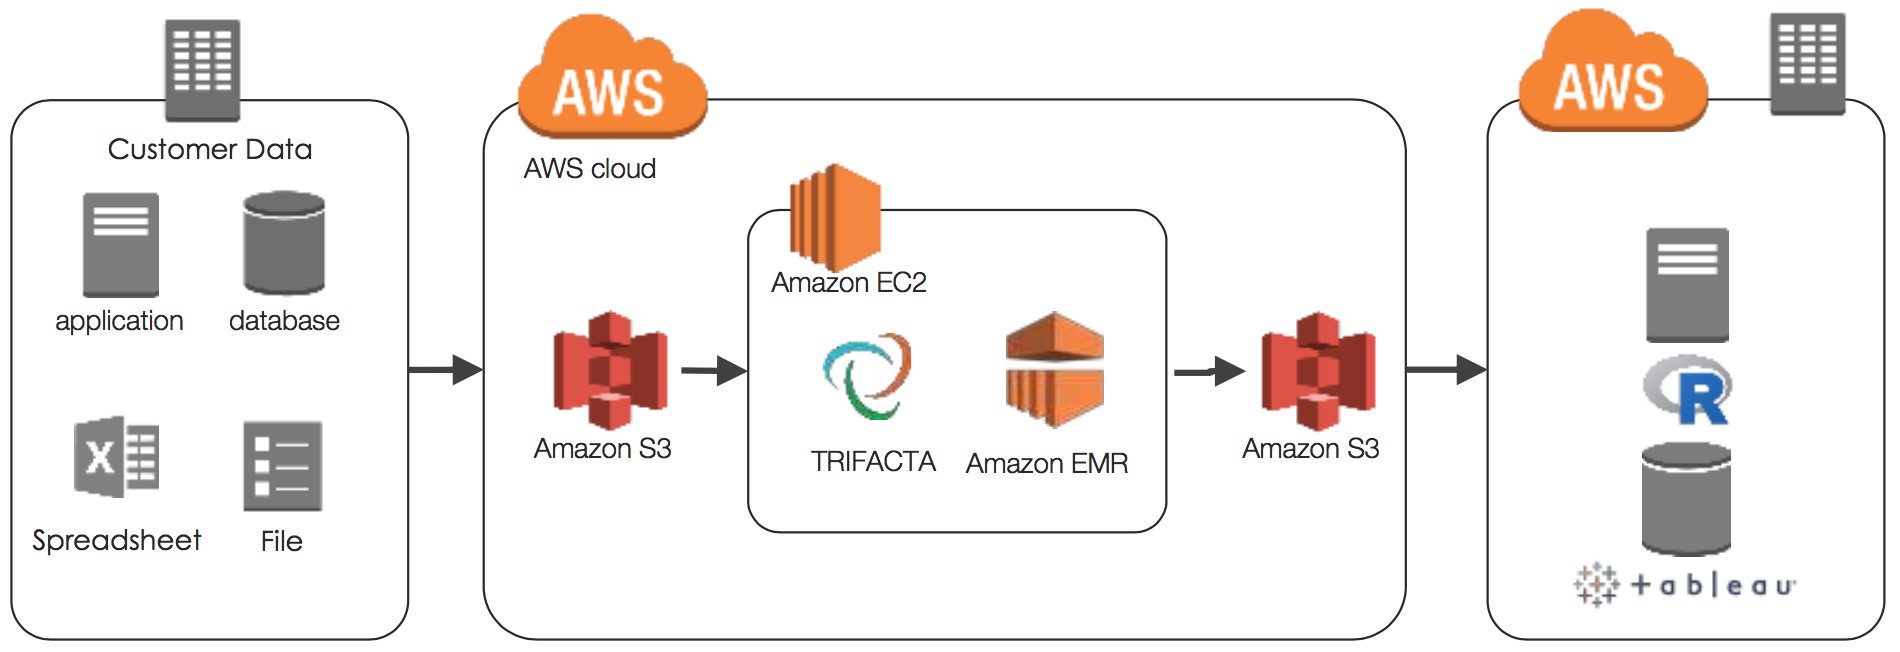 Customer Data
application
database
X
Spreadsheet
File
AWS
AWS cloud
Amazon S3
Amazon EC2
TRIFACTA
Amazon EMR
Amazon S3
AWS
R
+ableau